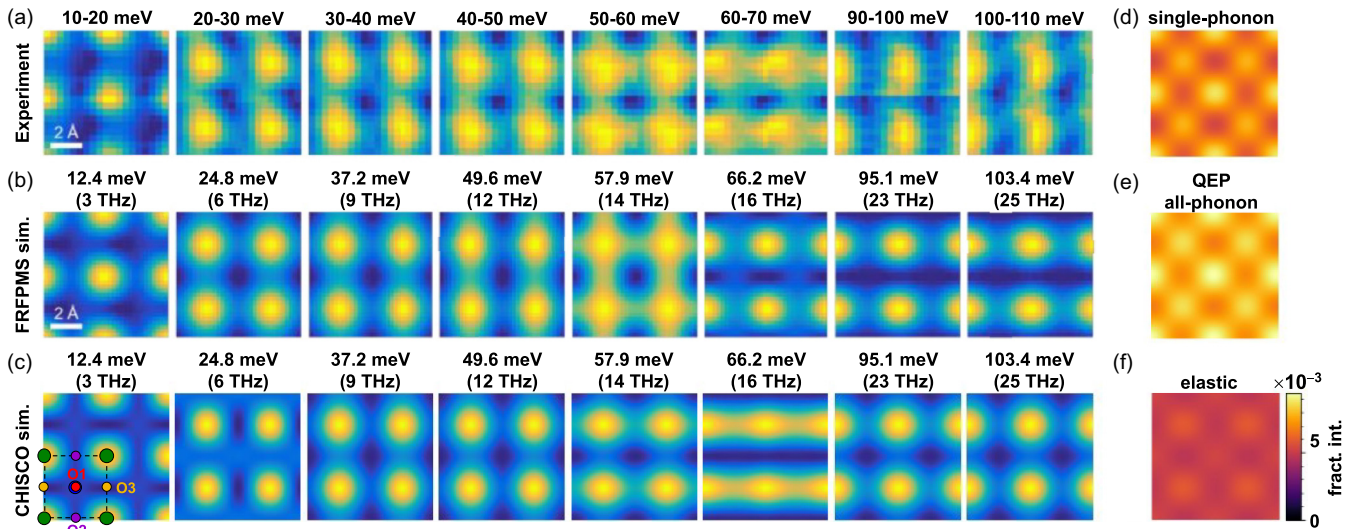 (a) 10-20 meV 20-30 meV 30-40 meV 40-50 meV 50-60 meV 60-70 meV 90-100 meV 100-110 meV
Experiment
2 Å
(b) 12.4 meV 24.8 meV 37.2 meV 49.6 meV 57.9 meV 66.2 meV 95.1 meV 103.4 meV
(3 THz) (6 THz) (9 THz) (12 THz) (14 THz) (16 THz) (23 THz) (25 THz)
FRFPMS sim.
2 Å
(c) 12.4 meV 24.8 meV 37.2 meV 49.6 meV 57.9 meV 66.2 meV 95.1 meV 103.4 meV
(3 THz) (6 THz) (9 THz) (12 THz) (14 THz) (16 THz) (23 THz) (25 THz)
CHISCO sim.
O1
O3
O2
(d) single-phonon
(e) QEP
all-phonon
(f) elastic
×10⁻³
5
0
fract. int.